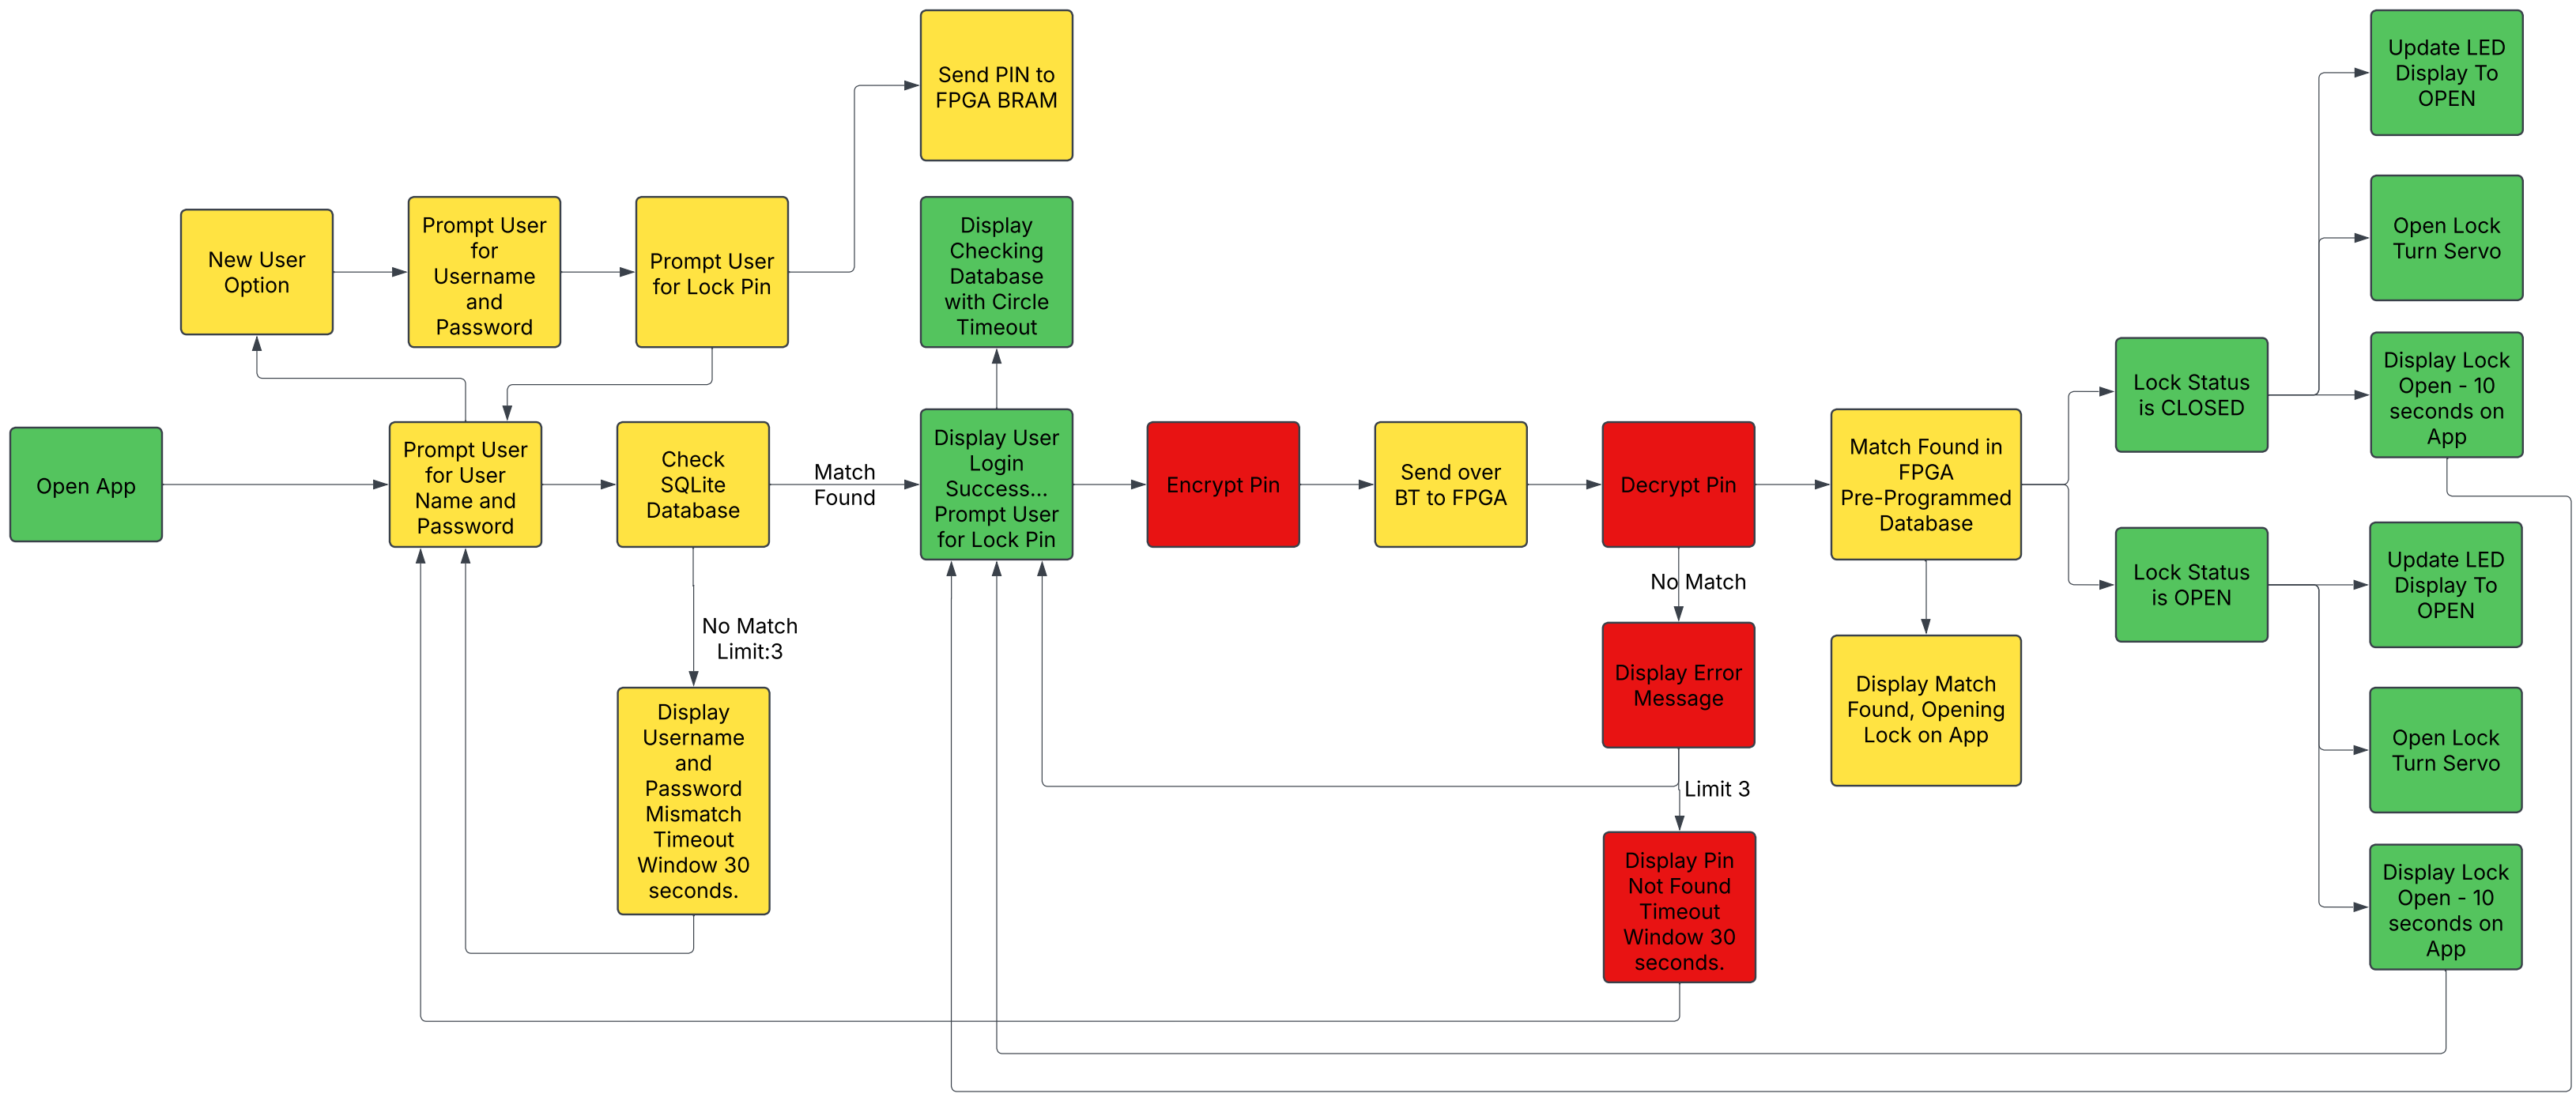 Send PIN to
FPGA BRAM
Update LED
Display To
OPEN
New User
Option
Prompt User
for
Username
and
Password
Prompt User
for Lock Pin
Display
Checking
Database
with Circle
Timeout
Open Lock
Turn Servo
Display Lock
Open - 10
seconds on
App
Lock Status
is CLOSED
Open App
Prompt User
for User
Name and
Password
Check
SQLite
Database
Match
Found
Display User
Login
Success...
Prompt User
for Lock Pin
Encrypt Pin
Send over
BT to FPGA
Decrypt Pin
Match Found in
FPGA
Pre-Programmed
Database
Lock Status
is OPEN
Update LED
Display To
OPEN
No Match
Limit:3
No Match
Display Error
Message
Display Match
Found, Opening
Lock on App
Open Lock
Turn Servo
Display
Username
and
Password
Mismatch
Timeout
Window 30
seconds.
Limit 3
Display Pin
Not Found
Timeout
Window 30
seconds.
Display Lock
Open - 10
seconds on
App